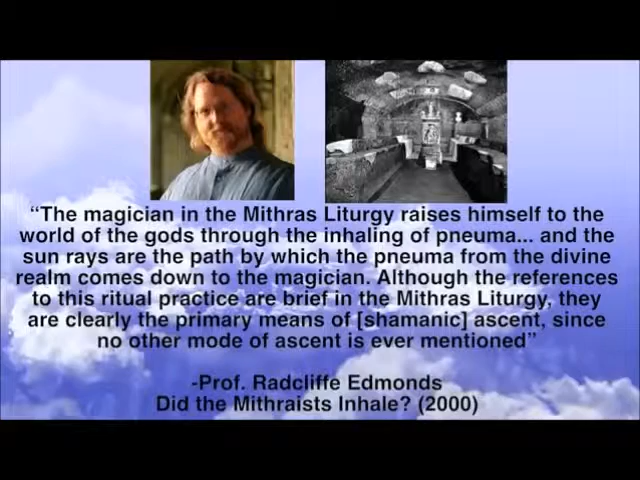 “The magician in the Mithras Liturgy raises himself to the
world of the gods through the inhaling of pneuma... and the
sun rays are the path by which the pneuma from the divine
realm comes down to the magician. Although the references
to this ritual practice are brief in the Mithras Liturgy, they
are clearly the primary means of [shamanic] ascent, since
no other mode of ascent is ever mentioned”
-Prof. Radcliffe Edmonds
Did the Mithraists Inhale? (2000)